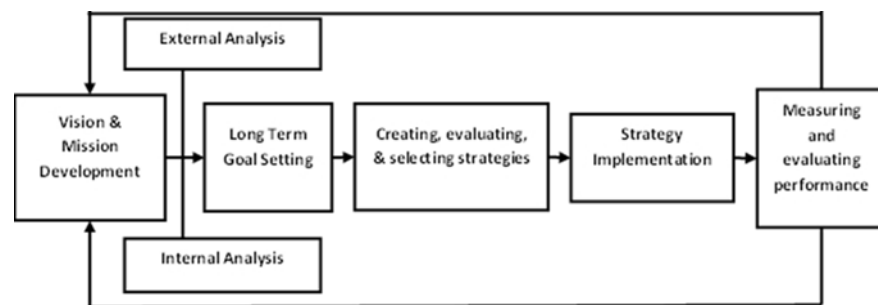 External Analysis
Vision &
Mission
Development
Long Term
Goal Setting
Creating, evaluating,
& selecting strategies
Strategy
Implementation
Measuring
and
evaluating
performance
Internal Analysis